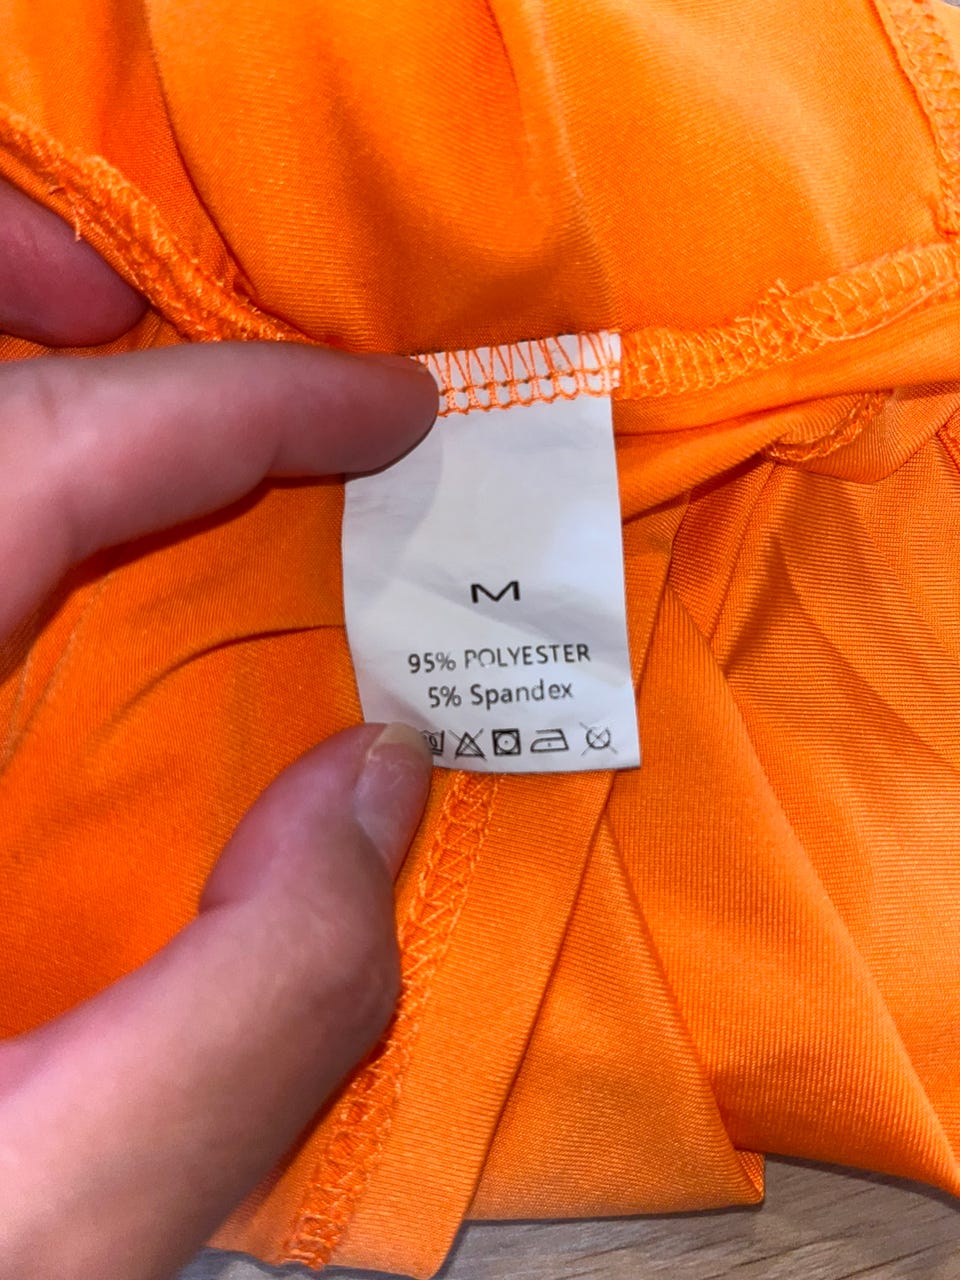 M
95% POLYESTER
5% Spandex